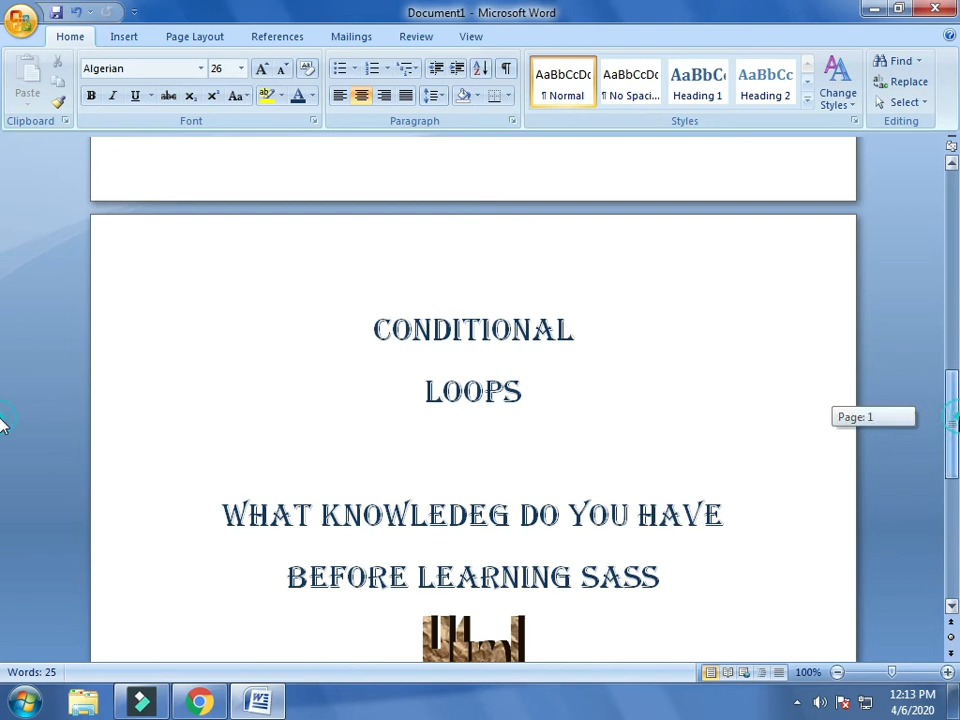 Document1 - Microsoft Word
Home Insert Page Layout References Mailings Review View
Paste
Clipboard
Algerian 26
Font
Paragraph
AaBbCcDc AaBbCcDc AaBbC AaBbCc
¶ Normal ¶ No Spaci... Heading 1 Heading 2
Change Styles
Styles
Find
Replace
Select
Editing
CONDITIONAL
LOOPS
WHAT KNOWLEDEG DO YOU HAVE
BEFORE LEARNING SASS
Html
Page: 1
Words: 25
100%
12:13 PM
4/6/2020